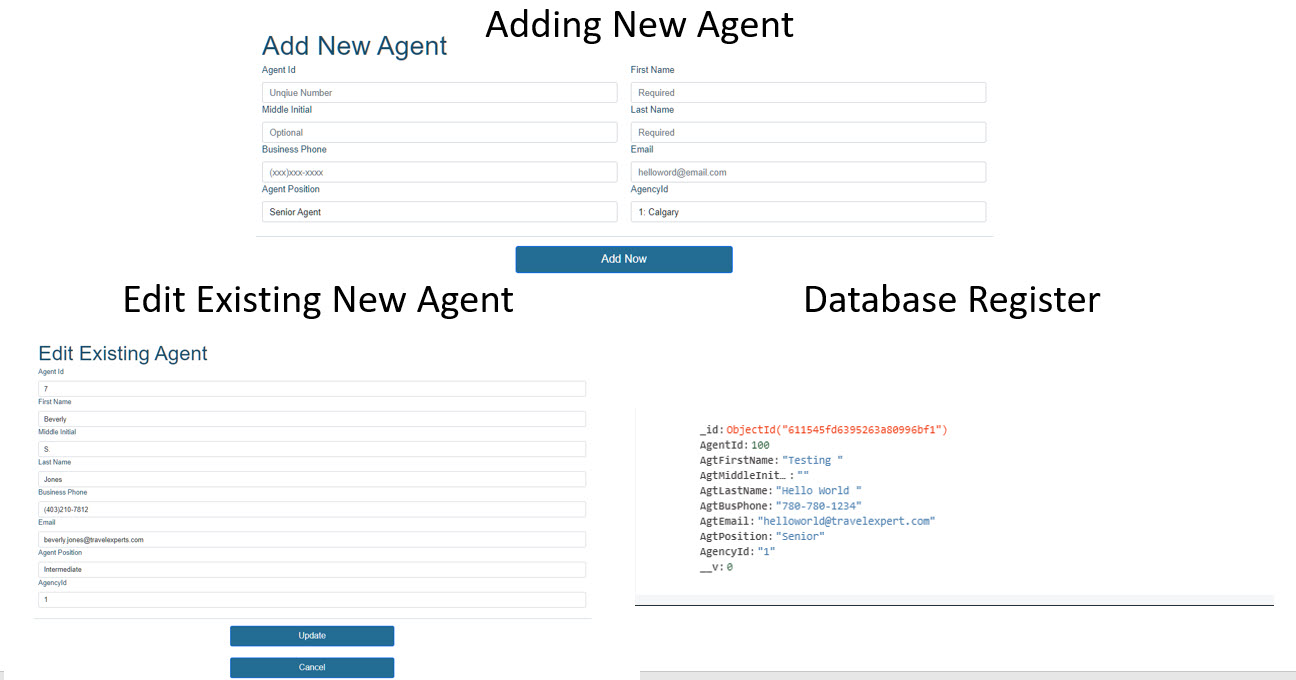 Adding New Agent
Add New Agent
Agent Id First Name
Unqiue Number Required
Middle Initial Last Name
Optional Required
Business Phone Email
(xxx)xxx-xxxx helloword@email.com
Agent Position AgencyId
Senior Agent 1: Calgary
Add Now
Edit Existing New Agent
Edit Existing Agent
Agent Id
7
First Name
Beverly
Middle Initial
S.
Last Name
Jones
Business Phone
(403)210-7812
Email
beverly.jones@travelexperts.com
Agent Position
Intermediate
AgencyId
1
Update
Cancel
Database Register
_id: ObjectId("611545fd6395263a80996bf1")
AgentId: 100
AgtFirstName: "Testing "
AgtMiddleInit… : ""
AgtLastName: "Hello World "
AgtBusPhone: "780-780-1234"
AgtEmail: "helloworld@travelexpert.com"
AgtPosition: "Senior"
AgencyId: "1"
__v: 0